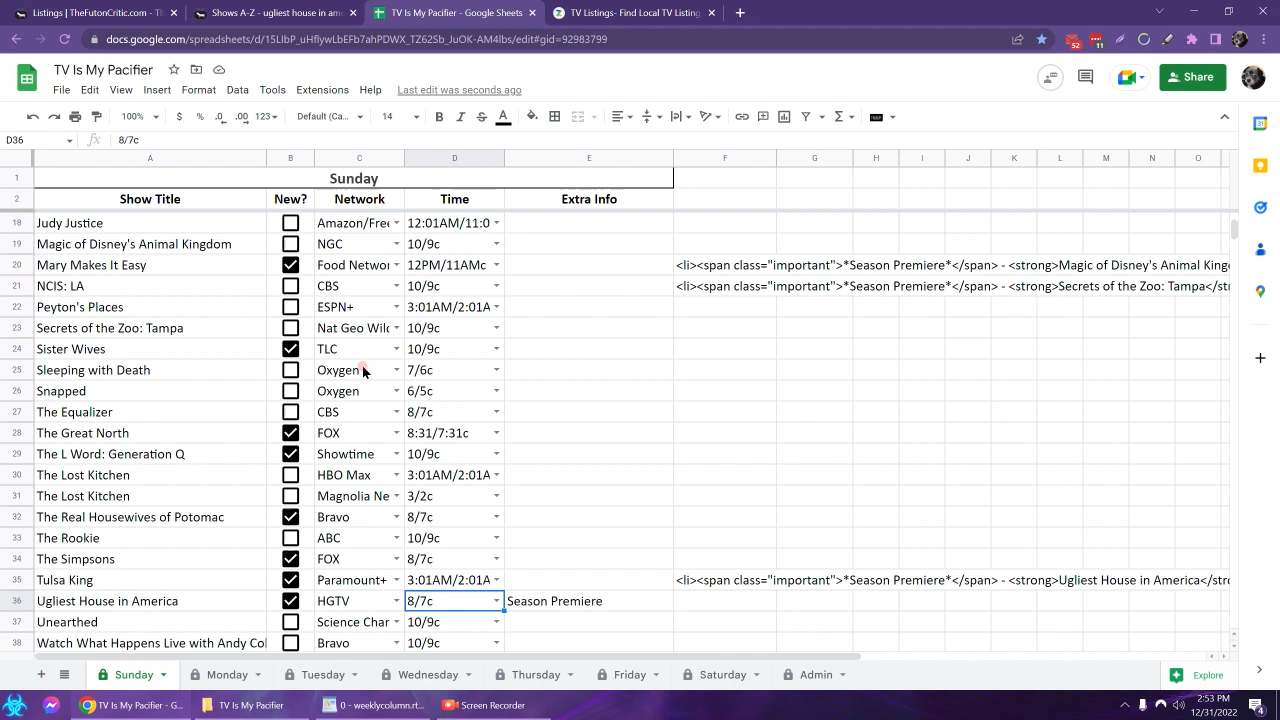 Listings | TheFutonCritic.com - Th
Shows A-Z - ugliest house in ame
TV Is My Pacifier - Google Sheets
TV Listings- Find Local TV Listing
docs.google.com/spreadsheets/d/15LIbP_uHflywLbEFb7ahPDWX_TZ62Sb_JuOK-AM4Ibs/edit#gid=92983799
52
11
TV Is My Pacifier
File Edit View Insert Format Data Tools Extensions Help Last edit was seconds ago
Share
100% $ % .0 .00 123 Default (Ca... 14 B I S A
D36 fx 8/7c
A B C D E F G H I J K L M N O
1 Sunday
2 Show Title New? Network Time Extra Info
18 Judy Justice Amazon/Free 12:01AM/11:0
19 Magic of Disney's Animal Kingdom NGC 10/9c
20 Mary Makes It Easy Food Networ 12PM/11AMc <li><span class="important">*Season Premiere*</span> - <strong>Magic of Disney's Animal King
21 NCIS: LA CBS 10/9c <li><span class="important">*Season Premiere*</span> - <strong>Secrets of the Zoo: Tampa</str
22 Peyton's Places ESPN+ 3:01AM/2:01A
23 Secrets of the Zoo: Tampa Nat Geo Wild 10/9c
24 Sister Wives TLC 10/9c
25 Sleeping with Death Oxygen 7/6c
26 Snapped Oxygen 6/5c
27 The Equalizer CBS 8/7c
28 The Great North FOX 8:31/7:31c
29 The L Word: Generation Q Showtime 10/9c
30 The Lost Kitchen HBO Max 3:01AM/2:01A
31 The Lost Kitchen Magnolia Ne 3/2c
32 The Real Housewives of Potomac Bravo 8/7c
33 The Rookie ABC 10/9c
34 The Simpsons FOX 8/7c
35 Tulsa King Paramount+ 3:01AM/2:01A <li><span class="important">*Season Premiere*</span> - <strong>Ugliest House in America</stro
36 Ugliest House in America HGTV 8/7c Season Premiere
37 Unearthed Science Char 10/9c
38 Watch What Happens Live with Andy Col Bravo 10/9c
Sunday Monday Tuesday Wednesday Thursday Friday Saturday Admin Explore
TV Is My Pacifier - G... TV Is My Pacifier 0 - weeklycolumn.rt... Screen Recorder
2:53 PM
12/31/2022
4